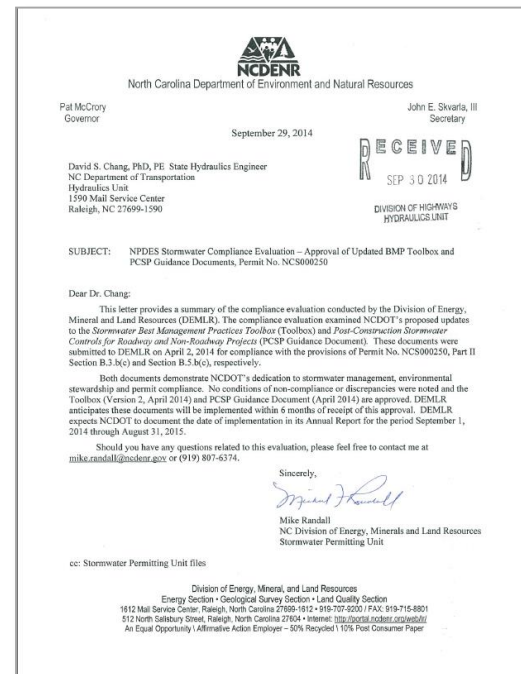 NCDENR
North Carolina Department of Environment and Natural Resources
Pat McCrory
Governor
John E. Skvarla, III
Secretary
September 29, 2014
RECEIVED
SEP 30 2014
DIVISION OF HIGHWAYS
HYDRAULICS UNIT
David S. Chang, PhD, PE State Hydraulics Engineer
NC Department of Transportation
Hydraulics Unit
1590 Mail Service Center
Raleigh, NC 27699-1590
SUBJECT: NPDES Stormwater Compliance Evaluation – Approval of Updated BMP Toolbox and
PCSP Guidance Documents, Permit No. NCS000250
Dear Dr. Chang:
This letter provides a summary of the compliance evaluation conducted by the Division of Energy,
Mineral and Land Resources (DEMLR). The compliance evaluation examined NCDOT's proposed updates
to the Stormwater Best Management Practices Toolbox (Toolbox) and Post-Construction Stormwater
Controls for Roadway and Non-Roadway Projects (PCSP Guidance Document). These documents were
submitted to DEMLR on April 2, 2014 for compliance with the provisions of Permit No. NCS000250, Part II
Section B.3.b(c) and Section B.5.b(c), respectively.
Both documents demonstrate NCDOT's dedication to stormwater management, environmental
stewardship and permit compliance. No conditions of non-compliance or discrepancies were noted and the
Toolbox (Version 2, April 2014) and PCSP Guidance Document (April 2014) are approved. DEMLR
anticipates these documents will be implemented within 6 months of receipt of this approval. DEMLR
expects NCDOT to document the date of implementation in its Annual Report for the period September 1,
2014 through August 31, 2015.
Should you have any questions related to this evaluation, please feel free to contact me at
mike.randall@ncdenr.gov or (919) 807-6374.
Sincerely,
Michael F Randall
Mike Randall
NC Division of Energy, Minerals and Land Resources
Stormwater Permitting Unit
cc: Stormwater Permitting Unit files
Division of Energy, Mineral, and Land Resources
Energy Section • Geological Survey Section • Land Quality Section
1612 Mail Service Center, Raleigh, North Carolina 27699-1612 • 919-707-9200 / FAX: 919-715-8801
512 North Salisbury Street, Raleigh, North Carolina 27604 • Internet: http://portal.ncdenr.org/web/lr/
An Equal Opportunity \ Affirmative Action Employer – 50% Recycled \ 10% Post Consumer Paper